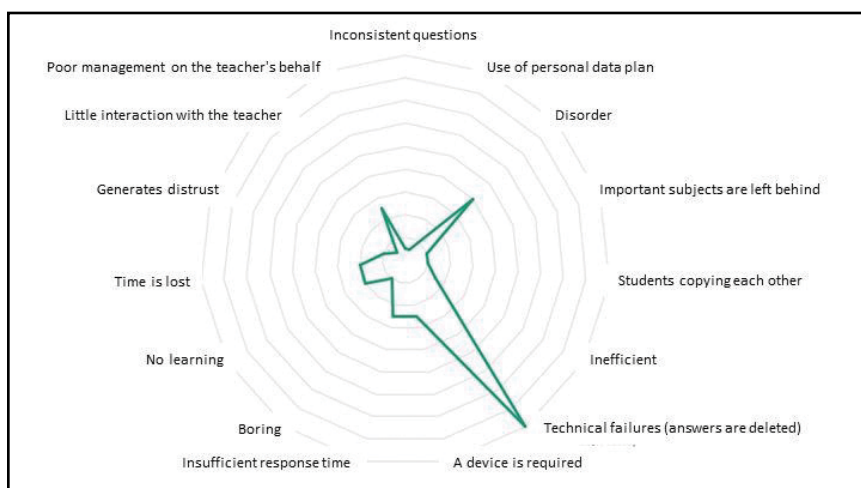 Inconsistent questions
Poor management on the teacher's behalf
Use of personal data plan
Little interaction with the teacher
Disorder
Generates distrust
Important subjects are left behind
Time is lost
Students copying each other
No learning
Inefficient
Boring
Technical failures (answers are deleted)
Insufficient response time
A device is required